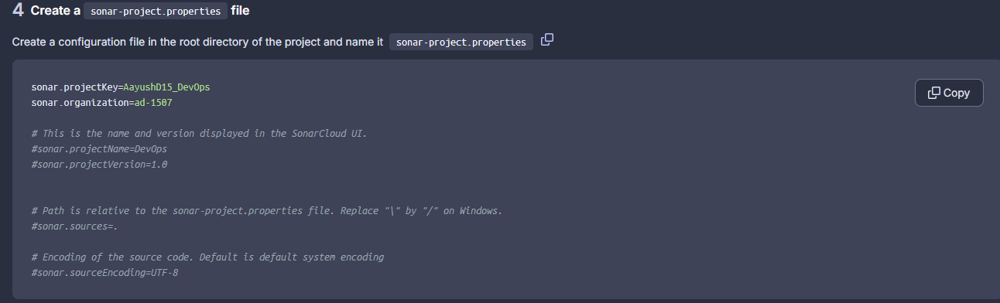 4 Create a sonar-project.properties file
Create a configuration file in the root directory of the project and name it sonar-project.properties
sonar.projectKey=AayushD15_DevOps
sonar.organization=ad-1507
Copy
# This is the name and version displayed in the SonarCloud UI.
#sonar.projectName=DevOps
#sonar.projectVersion=1.0
# Path is relative to the sonar-project.properties file. Replace "\" by "/" on Windows.
#sonar.sources=.
# Encoding of the source code. Default is default system encoding
#sonar.sourceEncoding=UTF-8